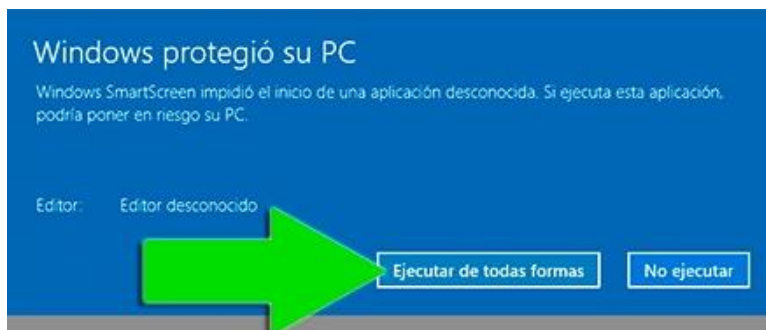 Windows protegió su PC
Windows SmartScreen impidió el inicio de una aplicación desconocida. Si ejecuta esta aplicación,
podría poner en riesgo su PC.
Editor: Editor desconocido
Ejecutar de todas formas No ejecutar